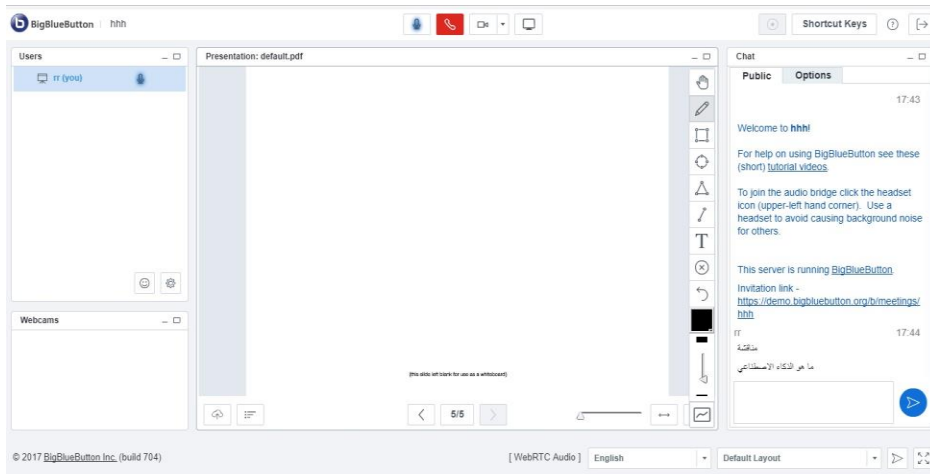 BigBlueButton hhh
Shortcut Keys
Users
rr (you)
Webcams
Presentation: default.pdf
T
(this slide left blank for use as a whiteboard)
5/5
Chat
Public Options
17:43
Welcome to hhh!
For help on using BigBlueButton see these
(short) tutorial videos.
To join the audio bridge click the headset
icon (upper-left hand corner). Use a
headset to avoid causing background noise
for others.
This server is running BigBlueButton.
Invitation link -
https://demo.bigbluebutton.org/b/meetings/
hhh
rr 17:44
مناقشة
ما هو الذكاء الاصطناعي
© 2017 BigBlueButton Inc. (build 704)
[ WebRTC Audio ] English Default Layout